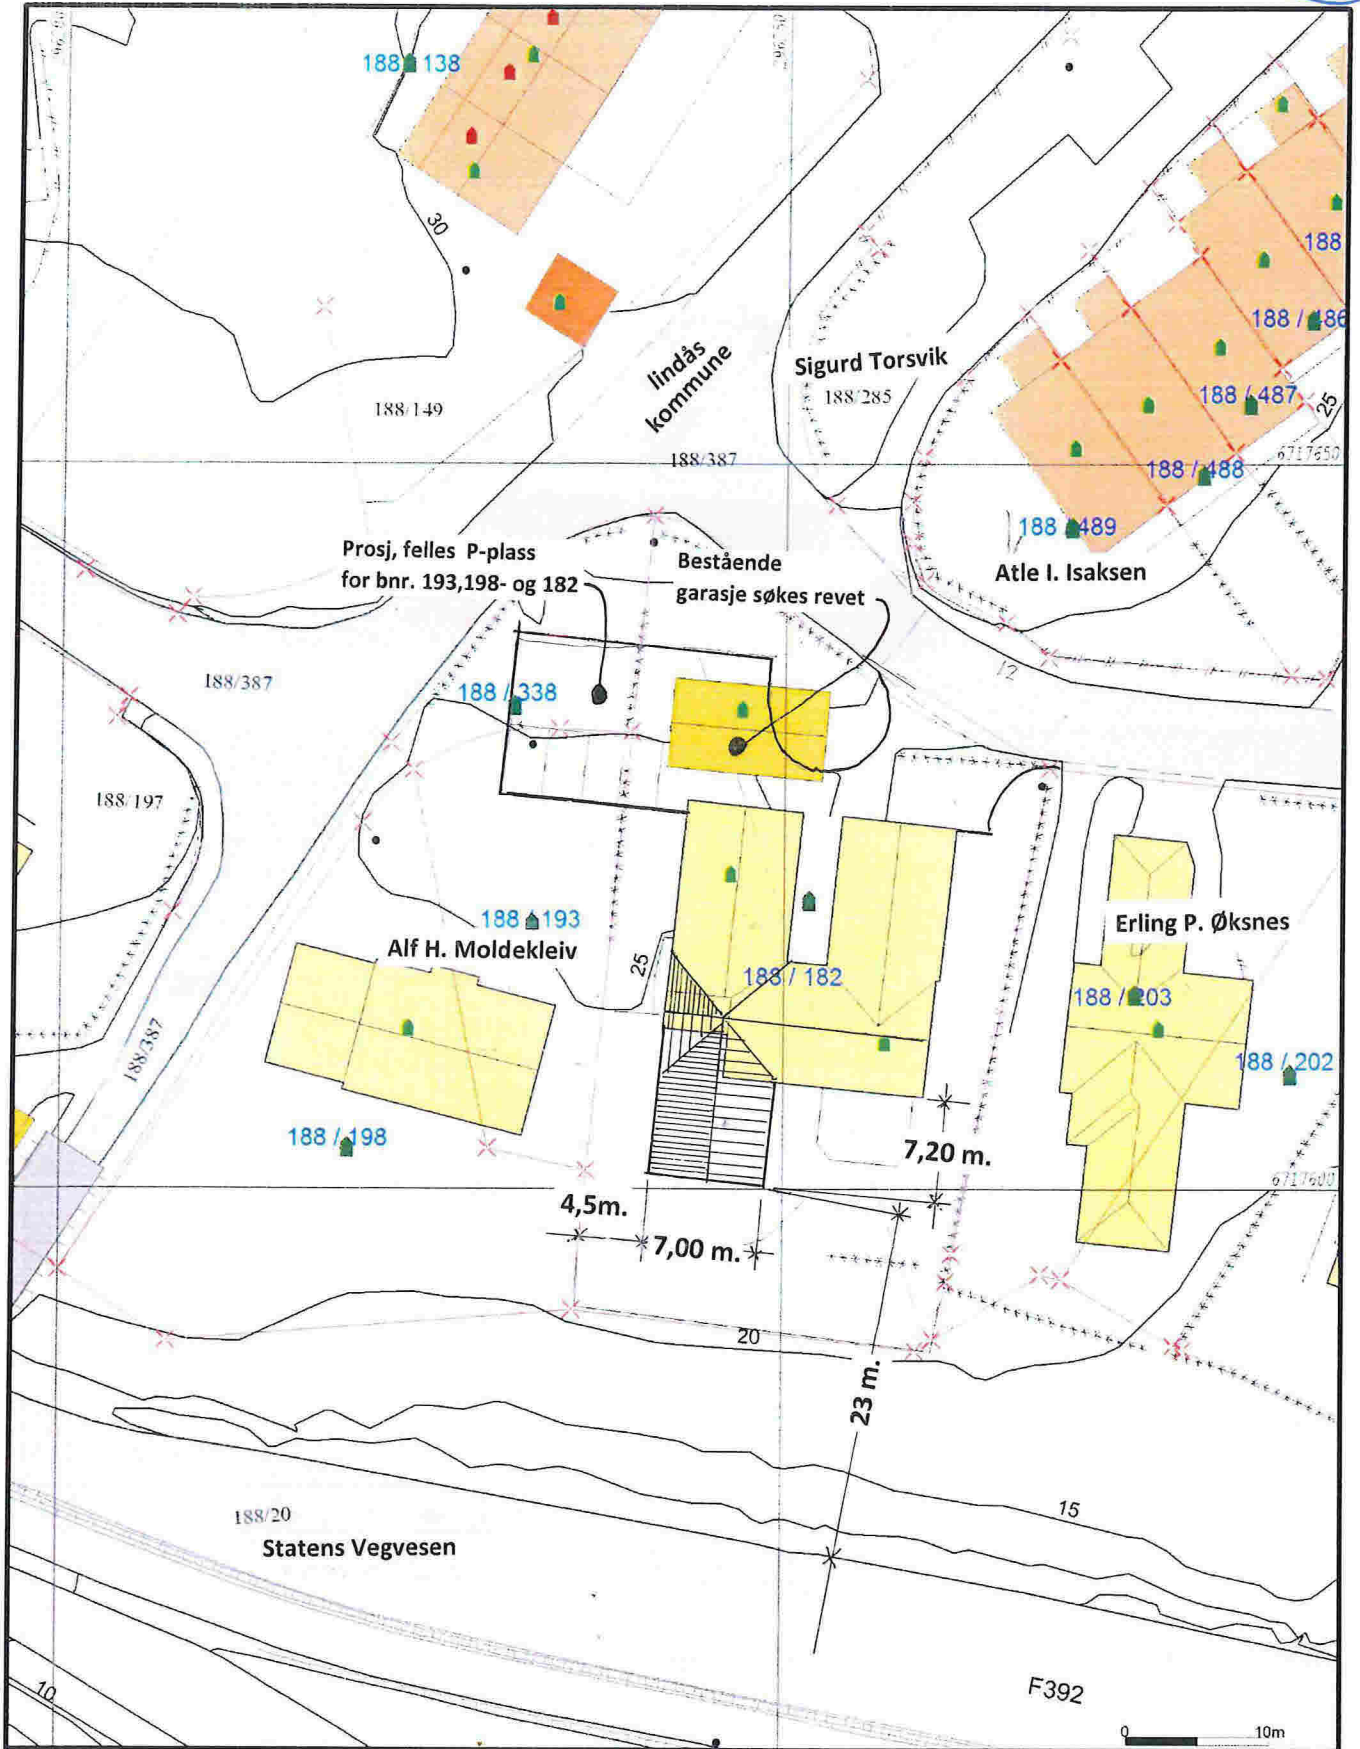 188 138
30
188
188 / 486
lindås
kommune
Sigurd Torsvik
188/285
188/149
188 / 487
25
188/387
6717650
188 / 488
188 / 489
Atle I. Isaksen
Prosj, felles P-plass
for bnr. 193,198- og 182
Bestående
garasje søkes revet
12
188/387
188 / 338
188/197
188 193
Alf H. Moldekleiv
25
188 / 182
Erling P. Øksnes
188 / 203
188/387
188 / 202
188 / 198
7,20 m.
6717600
4,5m.
7,00 m.
20
23 m.
15
188/20
Statens Vegvesen
10
F392
0 10m